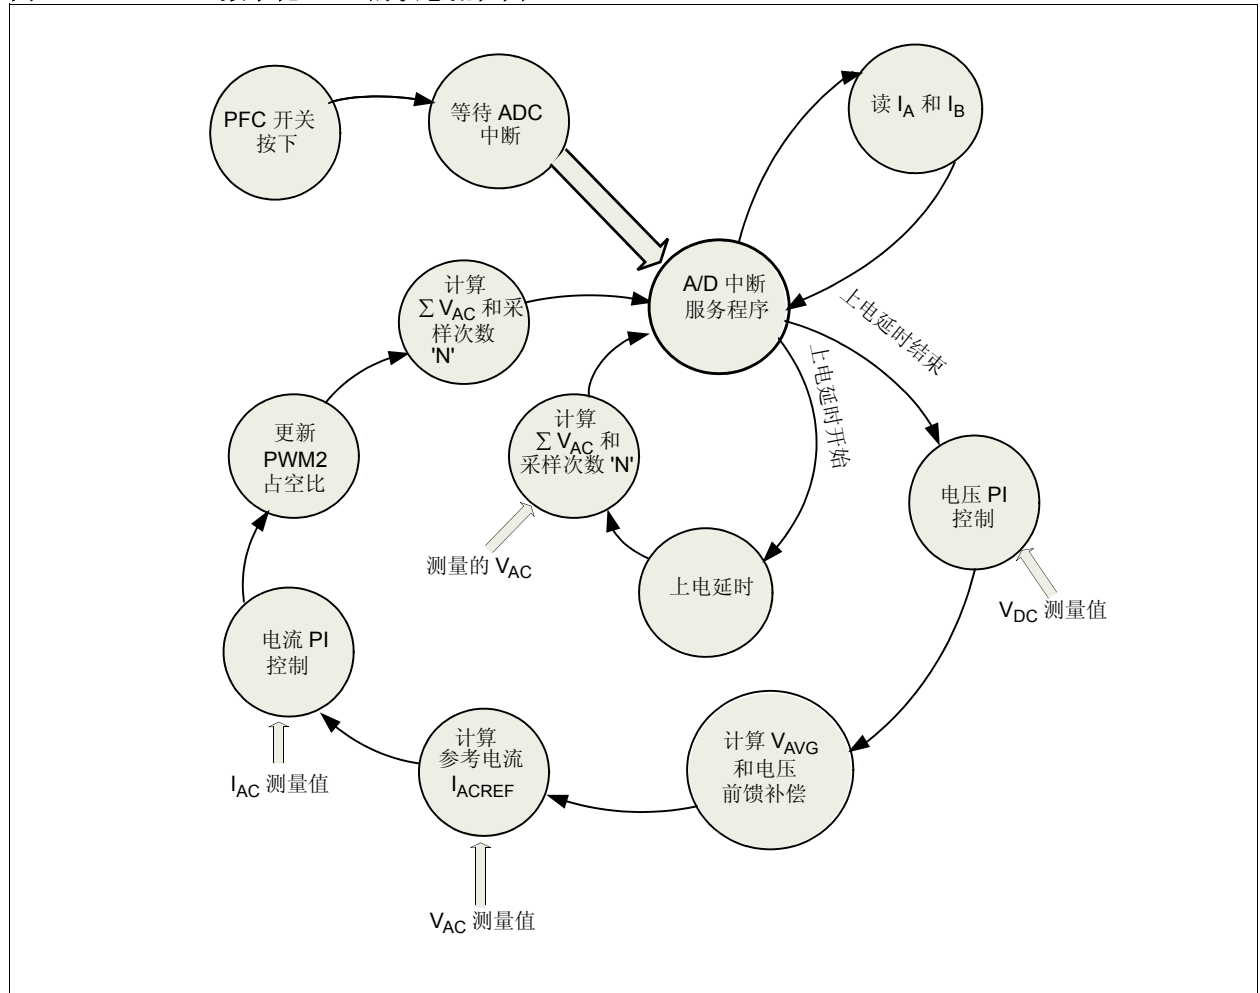 PFC 开关
按下
等待 ADC
中断
读 IA 和 IB
A/D 中断
服务程序
计算
∑ VAC 和采
样次数
'N'
上电延时结束
上电延时开始
计算
∑ VAC 和
采样次数 'N'
更新
PWM2
占空比
电压 PI
控制
测量的 VAC
上电延时
VDC 测量值
电流 PI
控制
计算
参考电流
IACREF
计算 VAVG
和电压
前馈补偿
IAC 测量值
VAC 测量值